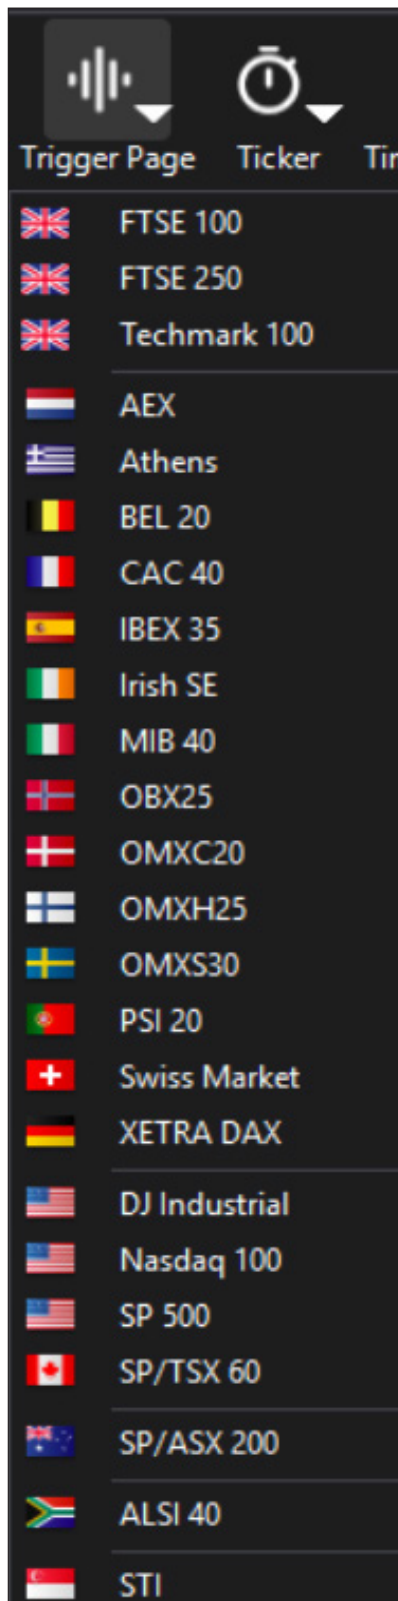 Trigger Page Ticker
FTSE 100
FTSE 250
Techmark 100
AEX
Athens
BEL 20
CAC 40
IBEX 35
Irish SE
MIB 40
OBX25
OMXC20
OMXH25
OMXS30
PSI 20
Swiss Market
XETRA DAX
DJ Industrial
Nasdaq 100
SP 500
SP/TSX 60
SP/ASX 200
ALSI 40
STI